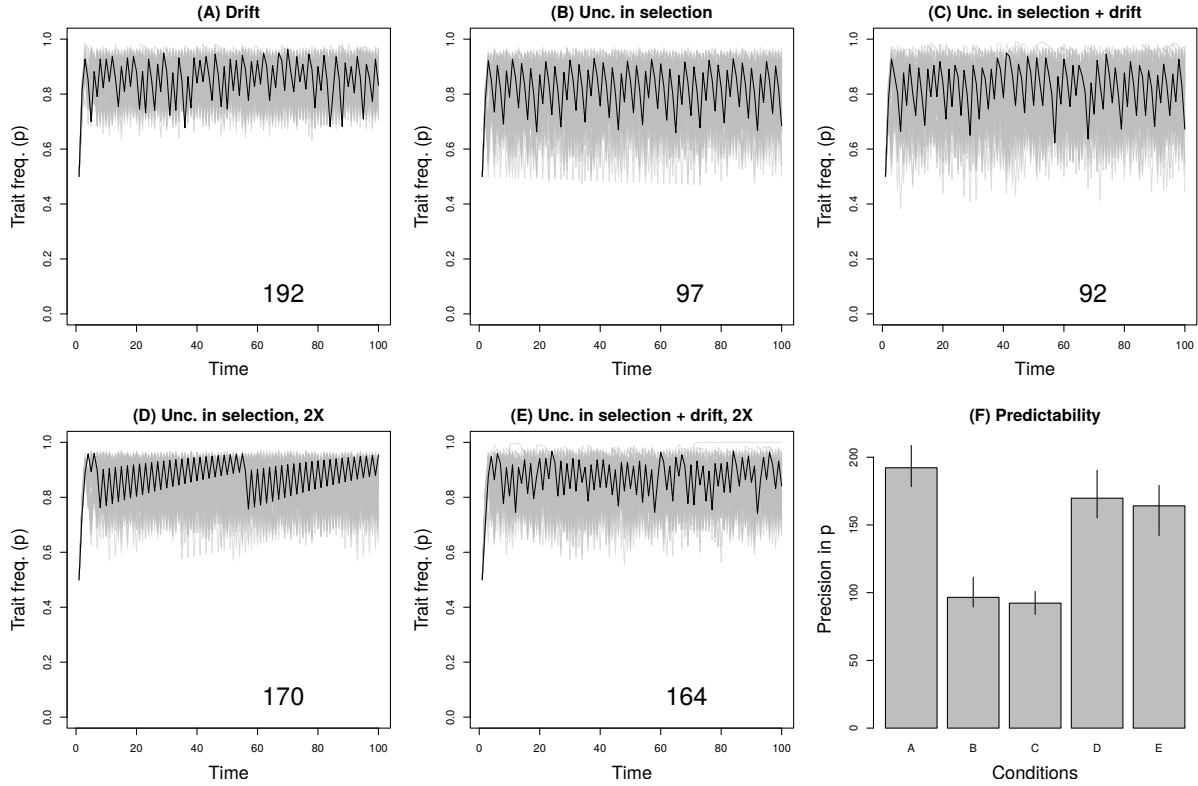 (A) Drift
Trait freq. (p)
0.0 0.2 0.4 0.6 0.8 1.0
192
0 20 40 60 80 100
Time
(B) Unc. in selection
Trait freq. (p)
0.0 0.2 0.4 0.6 0.8 1.0
97
0 20 40 60 80 100
Time
(C) Unc. in selection + drift
Trait freq. (p)
0.0 0.2 0.4 0.6 0.8 1.0
92
0 20 40 60 80 100
Time
(D) Unc. in selection, 2X
Trait freq. (p)
0.0 0.2 0.4 0.6 0.8 1.0
170
0 20 40 60 80 100
Time
(E) Unc. in selection + drift, 2X
Trait freq. (p)
0.0 0.2 0.4 0.6 0.8 1.0
164
0 20 40 60 80 100
Time
(F) Predictability
Precision in p
0 50 100 150 200
A B C D E
Conditions